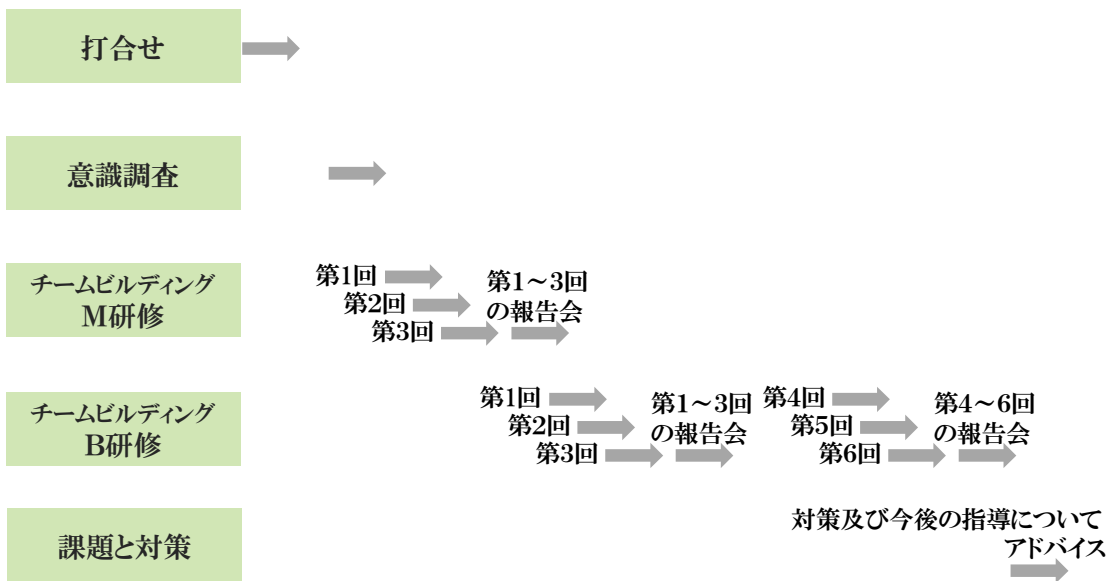 打合せ
意識調査
チームビルディング
M研修
第1回
第2回
第3回
第1～3回
の報告会
チームビルディング
B研修
第1回
第2回
第3回
第1～3回
の報告会
第4回
第5回
第6回
第4～6回
の報告会
課題と対策
対策及び今後の指導について
アドバイス